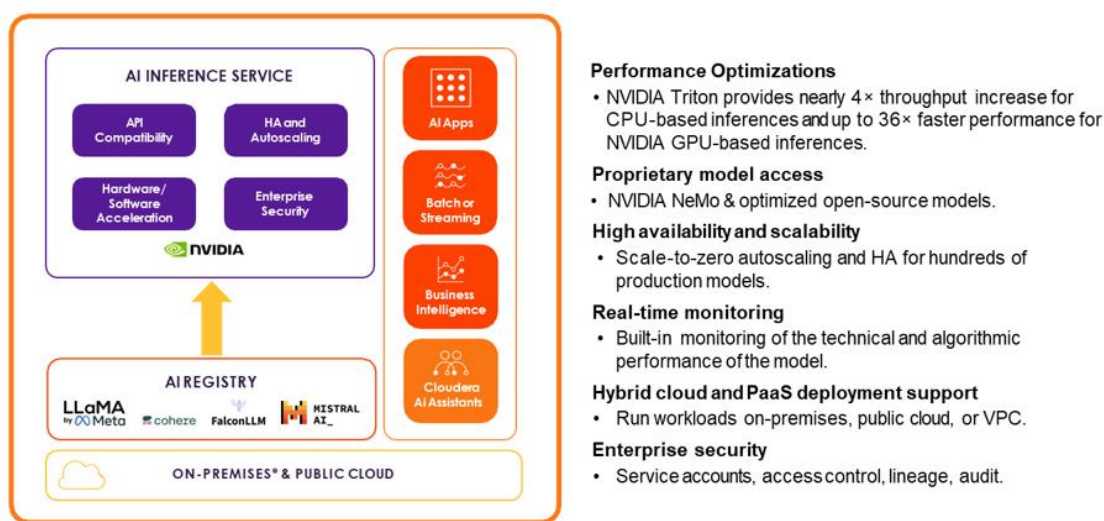 AI INFERENCE SERVICE
API
Compatibility
HA and
Autoscaling
Hardware/
Software
Acceleration
Enterprise
Security
NVIDIA
AI REGISTRY
LLaMA
by Meta
cohere
FalconLLM
MISTRAL
AI_
AI Apps
Batch or
Streaming
Business
Intelligence
Cloudera
Ai Assistants
ON-PREMISES* & PUBLIC CLOUD
Performance Optimizations
• NVIDIA Triton provides nearly 4× throughput increase for
CPU-based inferences and up to 36× faster performance for
NVIDIA GPU-based inferences.
Proprietary model access
• NVIDIA NeMo & optimized open-source models.
High availability and scalability
• Scale-to-zero autoscaling and HA for hundreds of
production models.
Real-time monitoring
• Built-in monitoring of the technical and algorithmic
performance of the model.
Hybrid cloud and PaaS deployment support
• Run workloads on-premises, public cloud, or VPC.
Enterprise security
• Service accounts, access control, lineage, audit.